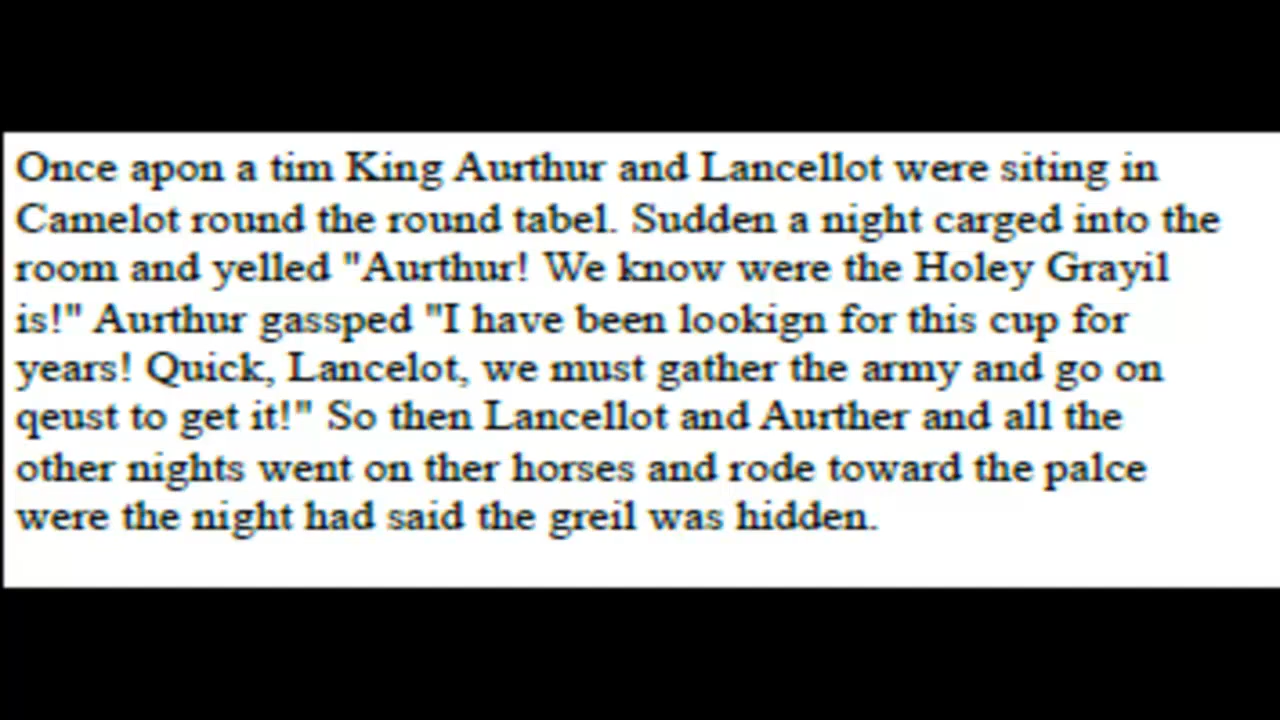 Once apon a tim King Aurthur and Lancellot were siting in
Camelot round the round tabel. Sudden a night carged into the
room and yelled "Aurthur! We know were the Holey Grayil
is!" Aurthur gassped "I have been lookign for this cup for
years! Quick, Lancelot, we must gather the army and go on
qeust to get it!" So then Lancellot and Aurther and all the
other nights went on ther horses and rode toward the palce
were the night had said the greil was hidden.